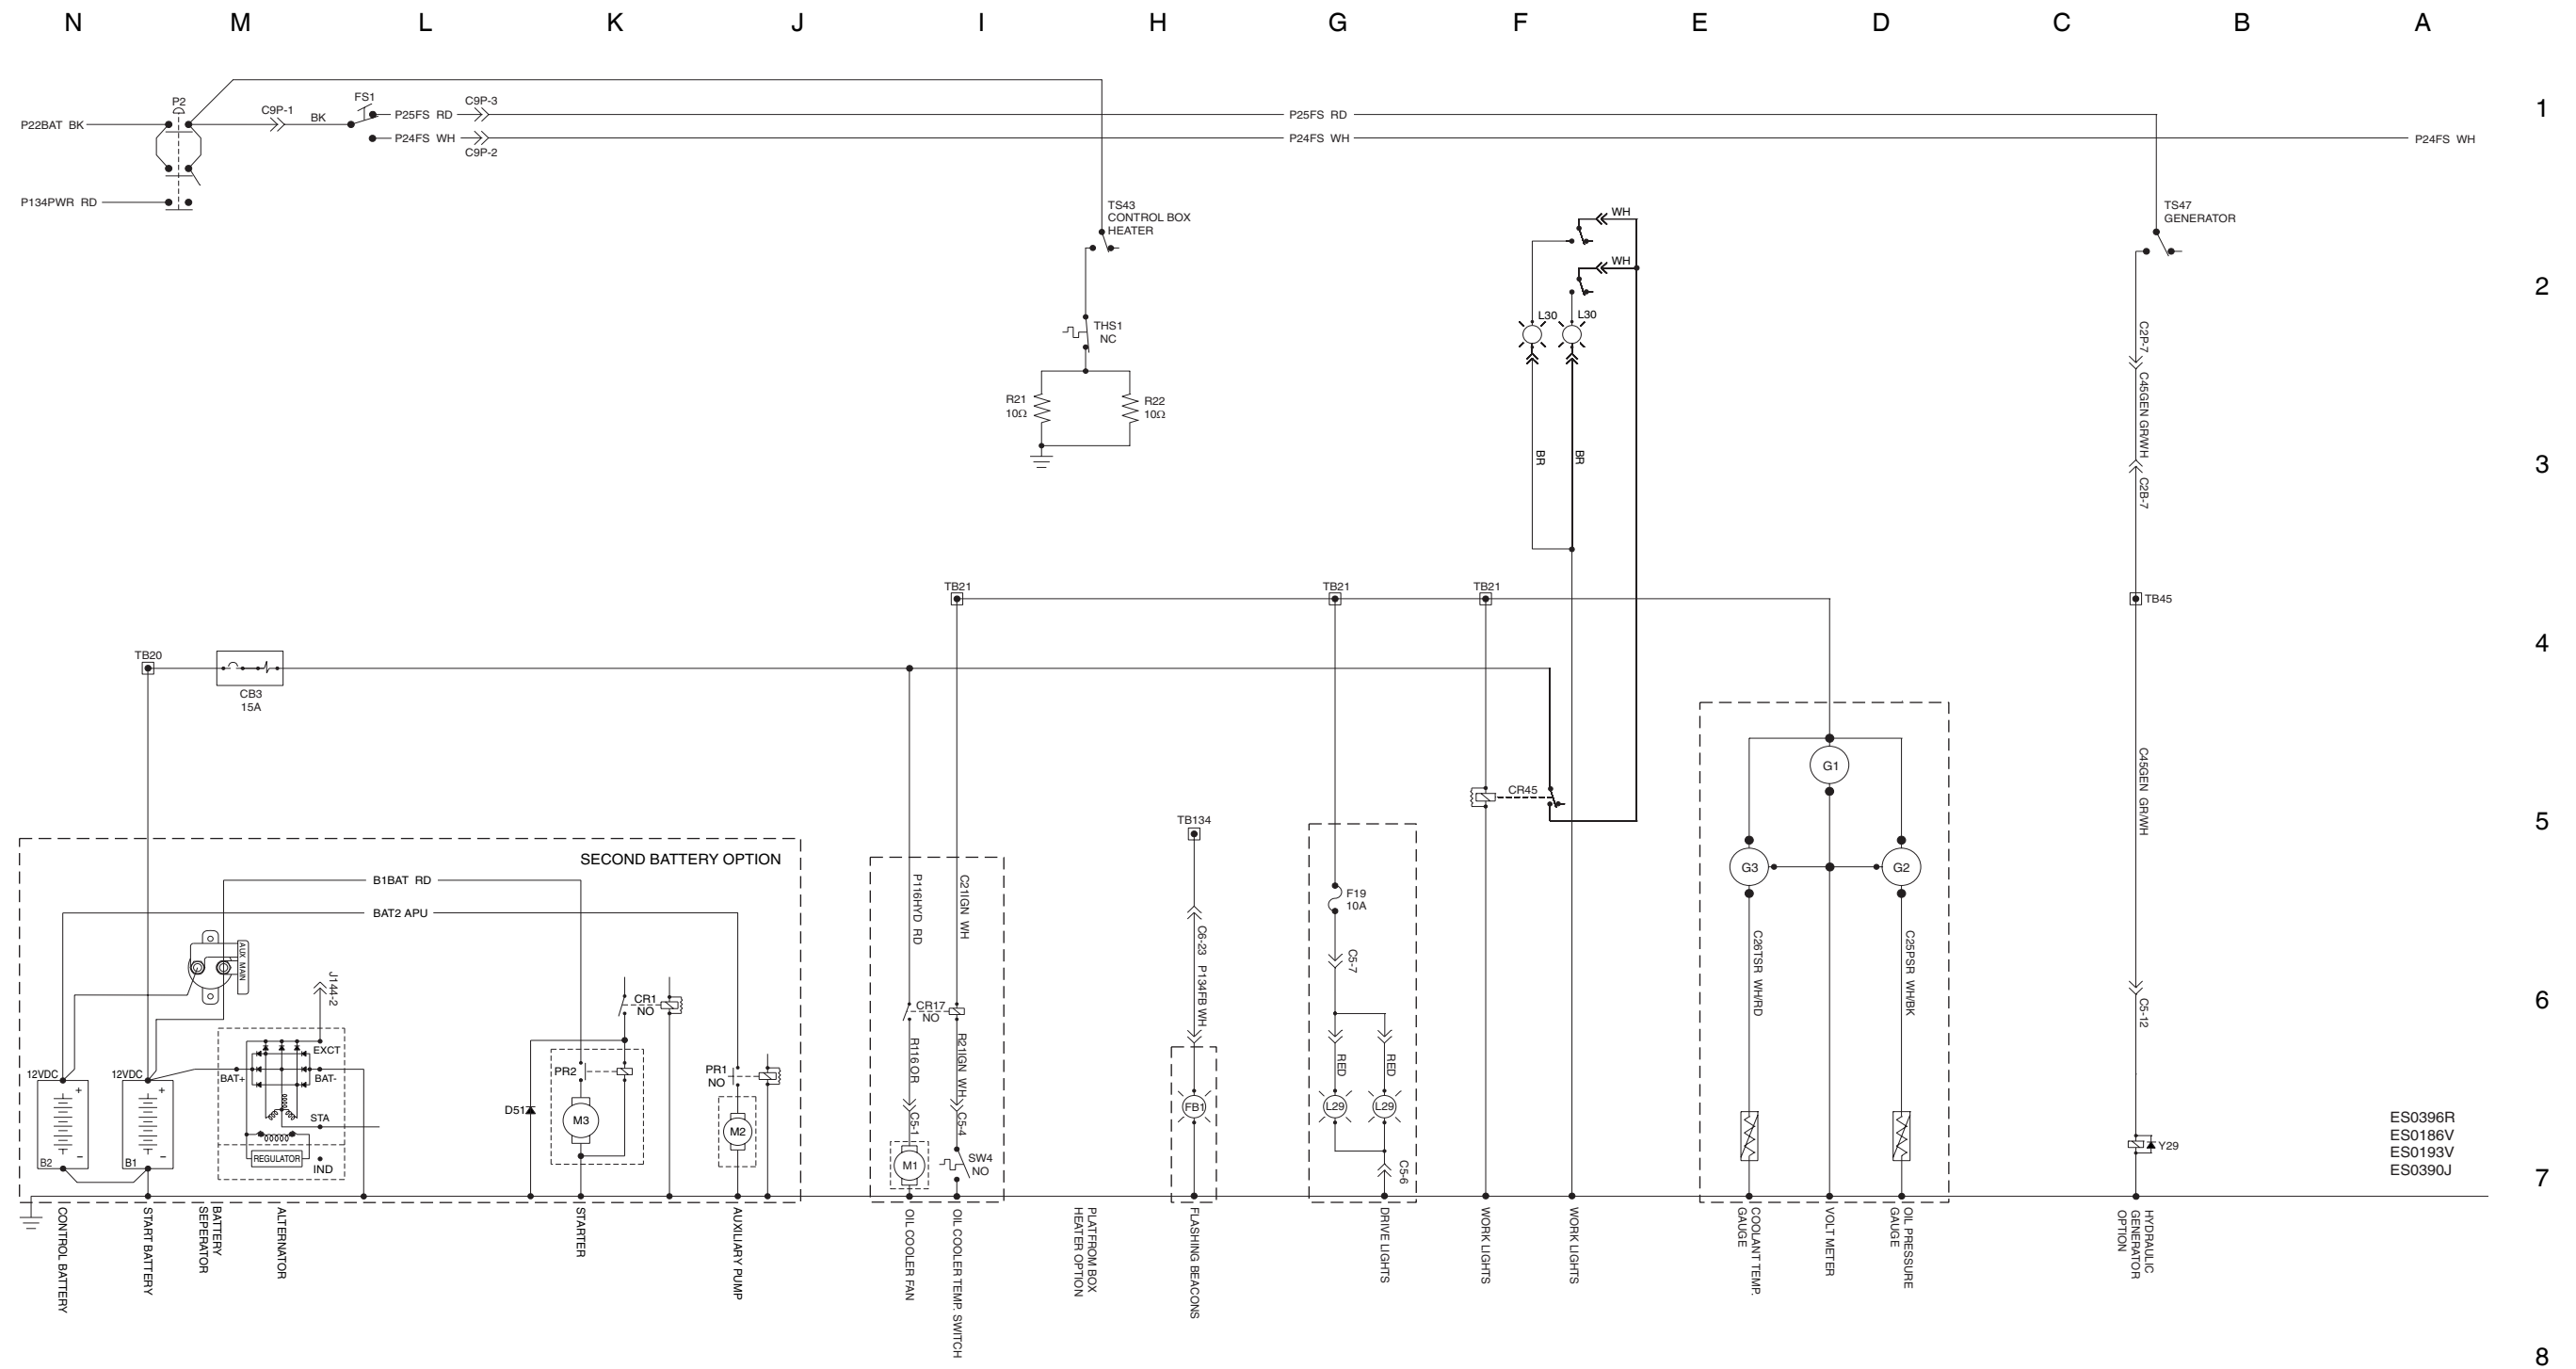 N M L K J I H G F E D C B A
1
2
3
4
5
6
7
8
P22BAT BK
P2
C9P-1
BK
FS1
P25FS RD
C9P-3
P25FS RD
P24FS WH
C9P-2
P24FS WH
P24FS WH
P134PWR RD
TS43
CONTROL BOX
HEATER
WH
WH
TS47
GENERATOR
THS1
NC
L30
L30
R21
10Ω
R22
10Ω
BR
BR
C2P-7
C45GEN GR/WH
C2B-7
TB21
TB21
TB21
TB45
TB20
CB3
15A
CR45
C45GEN GR/WH
G1
G3
G2
TB134
SECOND BATTERY OPTION
B1BAT RD
BAT2 APU
AUX MAIN
J144-2
P116HYD RD
C21IGN WH
F19
10A
C5-7
C6-23 P134FB WH
C26TSR WH/RD
C25PSR WH/BK
C5-12
CR1
NO
CR17
NO
R116 OR
R21IGN WH
RED
RED
12VDC
+
−
B2
12VDC
+
−
B1
EXCT
BAT+
BAT-
STA
REGULATOR
IND
D51
PR2
M3
PR1
NO
M2
C5-1
C5-4
M1
SW4
NO
FB1
L29
L29
C5-6
Y29
ES0396R
ES0186V
ES0193V
ES0390J
CONTROL BATTERY
START BATTERY
BATTERY
SEPERATOR
ALTERNATOR
STARTER
AUXILIARY PUMP
OIL COOLER FAN
OIL COOLER TEMP. SWITCH
PLATFROM BOX
HEATER OPTION
FLASHING BEACONS
DRIVE LIGHTS
WORK LIGHTS
WORK LIGHTS
COOLANT TEMP.
GAUGE
VOLT METER
OIL PRESSURE
GAUGE
HYDRAULIC
GENERATOR
OPTION